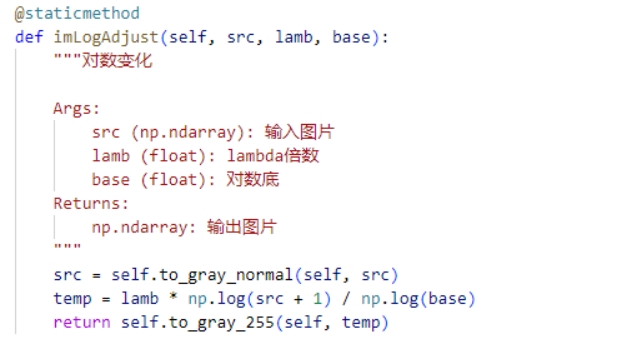 @staticmethod
def imLogAdjust(self, src, lamb, base):
    """对数变化

    Args:
        src (np.ndarray): 输入图片
        lamb (float): lambda倍数
        base (float): 对数底
    Returns:
        np.ndarray: 输出图片
    """
    src = self.to_gray_normal(self, src)
    temp = lamb * np.log(src + 1) / np.log(base)
    return self.to_gray_255(self, temp)